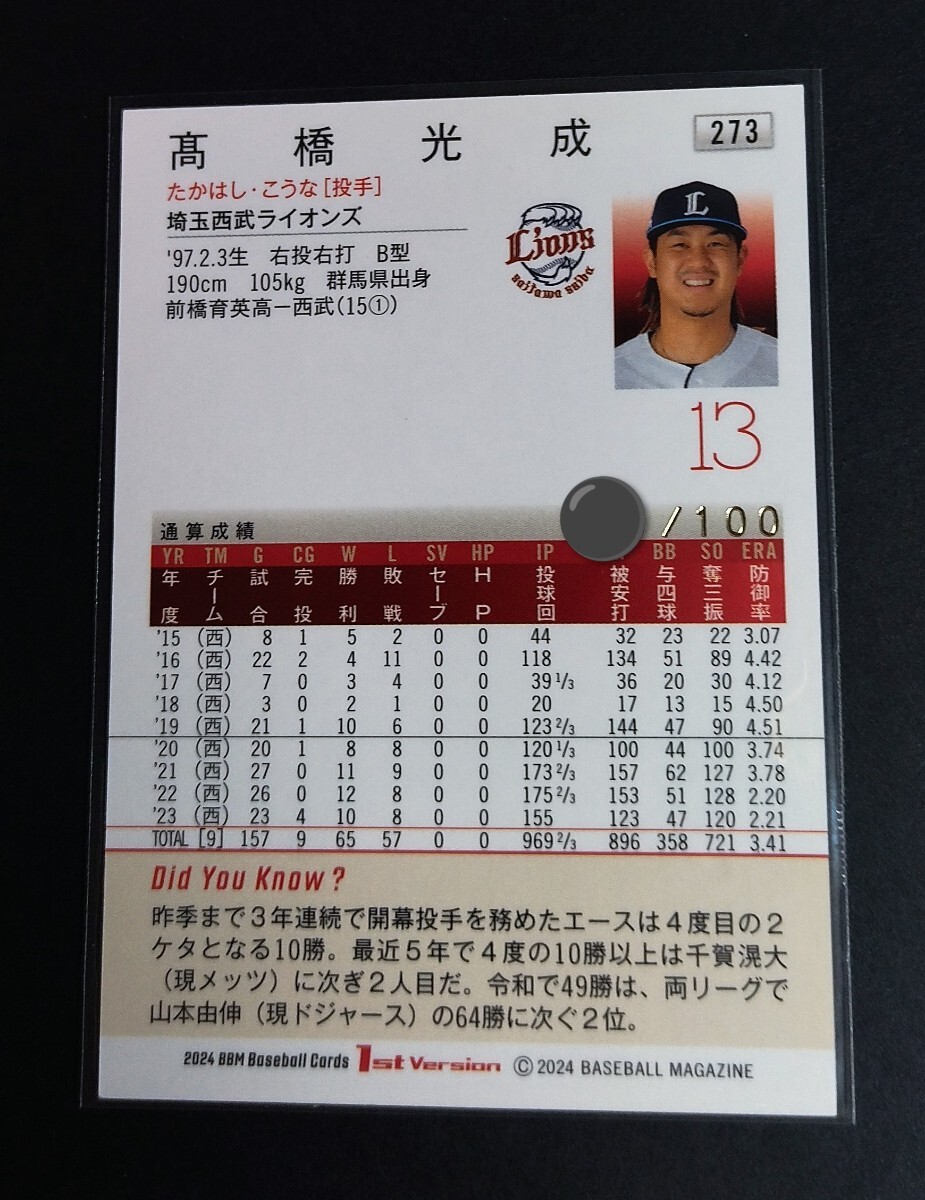 髙橋光成
273
たかはし・こうな[投手]
埼玉西武ライオンズ
'97.2.3生 右投右打 B型
190cm 105kg 群馬県出身
前橋育英高－西武(15①)
Lions
saitama seibu
L
13
通算成績 /100
YR TM G CG W L SV HP IP BB SO ERA
年度 チーム 試合 完投 勝利 敗戦 セーブ HP 投球回 被安打 与四球 奪三振 防御率
'15 (西) 8 1 5 2 0 0 44 32 23 22 3.07
'16 (西) 22 2 4 11 0 0 118 134 51 89 4.42
'17 (西) 7 0 3 4 0 0 39 1/3 36 20 30 4.12
'18 (西) 3 0 2 1 0 0 20 17 13 15 4.50
'19 (西) 21 1 10 6 0 0 123 2/3 144 47 90 4.51
'20 (西) 20 1 8 8 0 0 120 1/3 100 44 100 3.74
'21 (西) 27 0 11 9 0 0 173 2/3 157 62 127 3.78
'22 (西) 26 0 12 8 0 0 175 2/3 153 51 128 2.20
'23 (西) 23 4 10 8 0 0 155 123 47 120 2.21
TOTAL [9] 157 9 65 57 0 0 969 2/3 896 358 721 3.41
Did You Know?
昨季まで３年連続で開幕投手を務めたエースは４度目の２
ケタとなる10勝。最近５年で４度の10勝以上は千賀滉大
（現メッツ）に次ぎ２人目だ。令和で49勝は、両リーグで
山本由伸（現ドジャース）の64勝に次ぐ２位。
2024 BBM Baseball Cards 1st Version © 2024 BASEBALL MAGAZINE